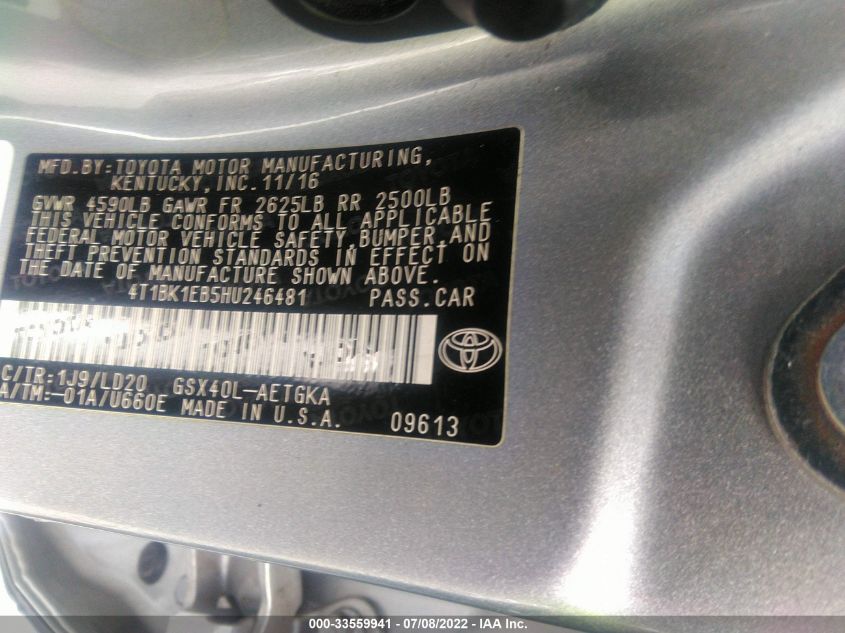 MFD.BY:TOYOTA MOTOR MANUFACTURING,
KENTUCKY,INC.11/16
GVWR 4590LB GAWR FR 2625LB RR 2500LB
THIS VEHICLE CONFORMS TO ALL APPLICABLE
FEDERAL MOTOR VEHICLE SAFETY,BUMPER,AND
THEFT PREVENTION STANDARDS IN EFFECT ON
THE DATE OF MANUFACTURE SHOWN ABOVE.
4T1BK1EB5HU246481 PASS.CAR
C/TR:1J9/LD20 GSX40L-AETGKA
A/TM:-01A/U660E MADE IN U.S.A. 09613
000-33559941 - 07/08/2022 - IAA Inc.